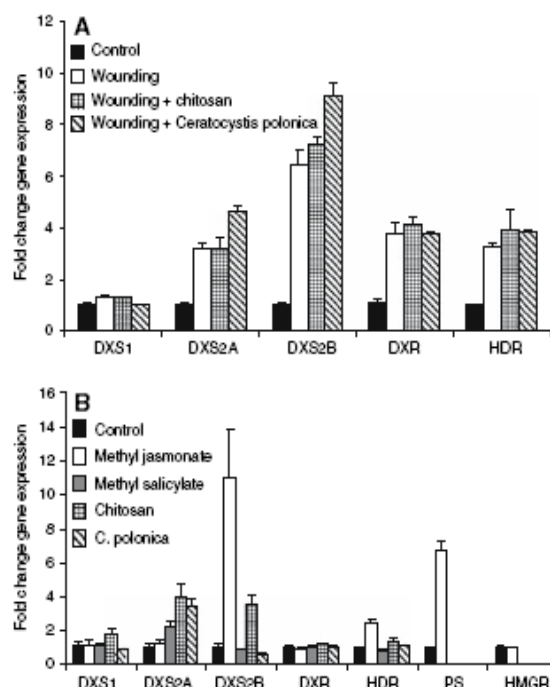 A
Control
Wounding
Wounding + chitosan
Wounding + Ceratocystis polonica
Fold change gene expression
12
10
8
6
4
2
0
DXS1 DXS2A DXS2B DXR HDR
B
Control
Methyl jasmonate
Methyl salicylate
Chitosan
C. polonica
Fold change gene expression
16
14
12
10
8
6
4
2
0
DXS1 DXS2A DXS2B DXR HDR PS HMGR